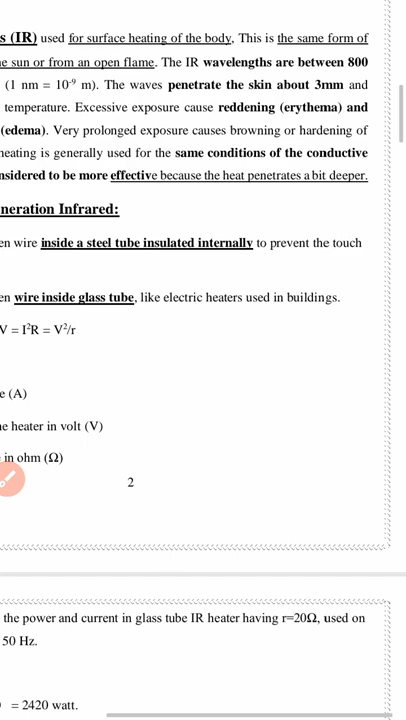 s (IR) used for surface heating of the body, This is the same form of
e sun or from an open flame. The IR wavelengths are between 800
(1 nm = 10⁻⁹ m). The waves penetrate the skin about 3mm and
temperature. Excessive exposure cause reddening (erythema) and
(edema). Very prolonged exposure causes browning or hardening of
heating is generally used for the same conditions of the conductive
nsidered to be more effective because the heat penetrates a bit deeper.
neration Infrared:
en wire inside a steel tube insulated internally to prevent the touch
en wire inside glass tube, like electric heaters used in buildings.
V = I²R = V²/r
e (A)
he heater in volt (V)
in ohm (Ω)
2
the power and current in glass tube IR heater having r=20Ω, used on
50 Hz.
= 2420 watt.